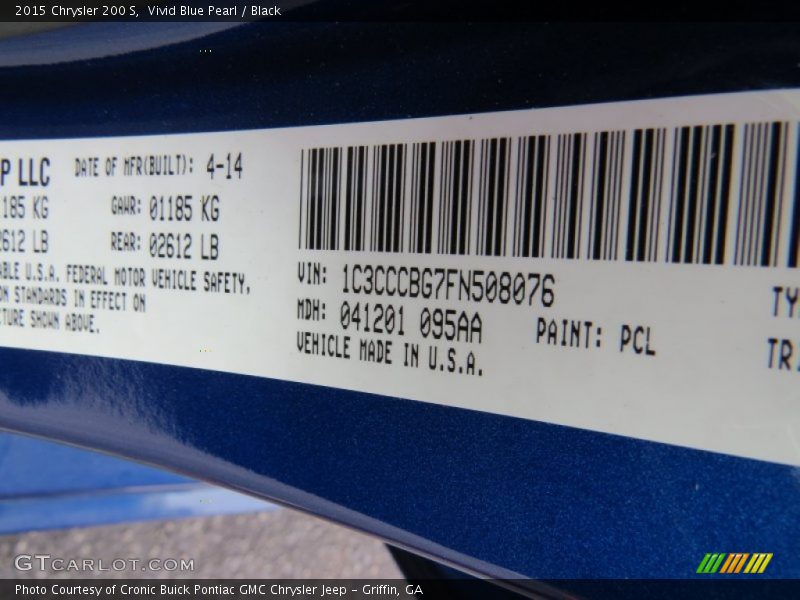 2015 Chrysler 200 S, Vivid Blue Pearl / Black
P LLC
DATE OF MFR(BUILT): 4-14
185 KG
GAWR: 01185 KG
2612 LB
REAR: 02612 LB
ABLE U.S.A. FEDERAL MOTOR VEHICLE SAFETY,
ON STANDARDS IN EFFECT ON
CTURE SHOWN ABOVE.
VIN: 1C3CCCBG7FN508076
MDH: 041201 095AA
PAINT: PCL
VEHICLE MADE IN U.S.A.
TY
TR
GTCARLOT.COM
Photo Courtesy of Cronic Buick Pontiac GMC Chrysler Jeep - Griffin, GA